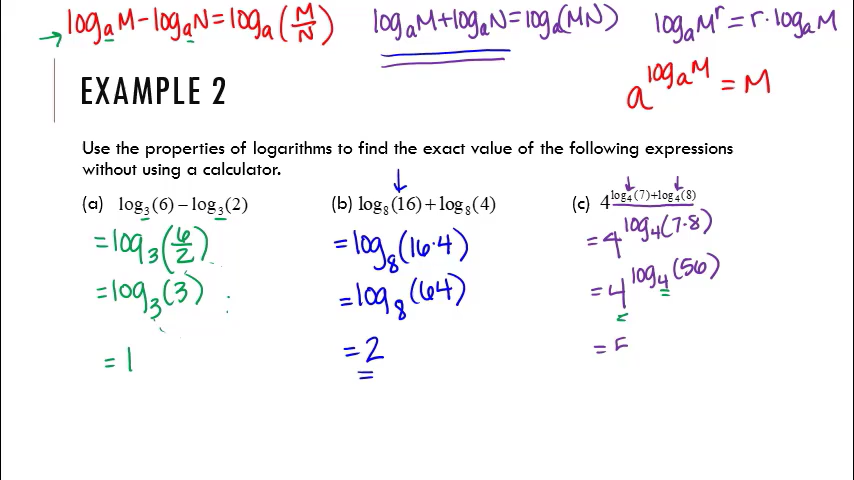 log_a M - log_a N = log_a (M/N)
log_a M + log_a N = log_a (MN)
log_a M^r = r · log_a M
a^(log_a M) = M
EXAMPLE 2
Use the properties of logarithms to find the exact value of the following expressions
without using a calculator.
(a) log_3(6) − log_3(2)
= log_3 (6/2)
= log_3 (3)
= 1
(b) log_8(16) + log_8(4)
= log_8 (16·4)
= log_8 (64)
= 2
(c) 4^(log_4(7)+log_4(8))
= 4^(log_4 (7·8))
= 4^(log_4 (56))
=